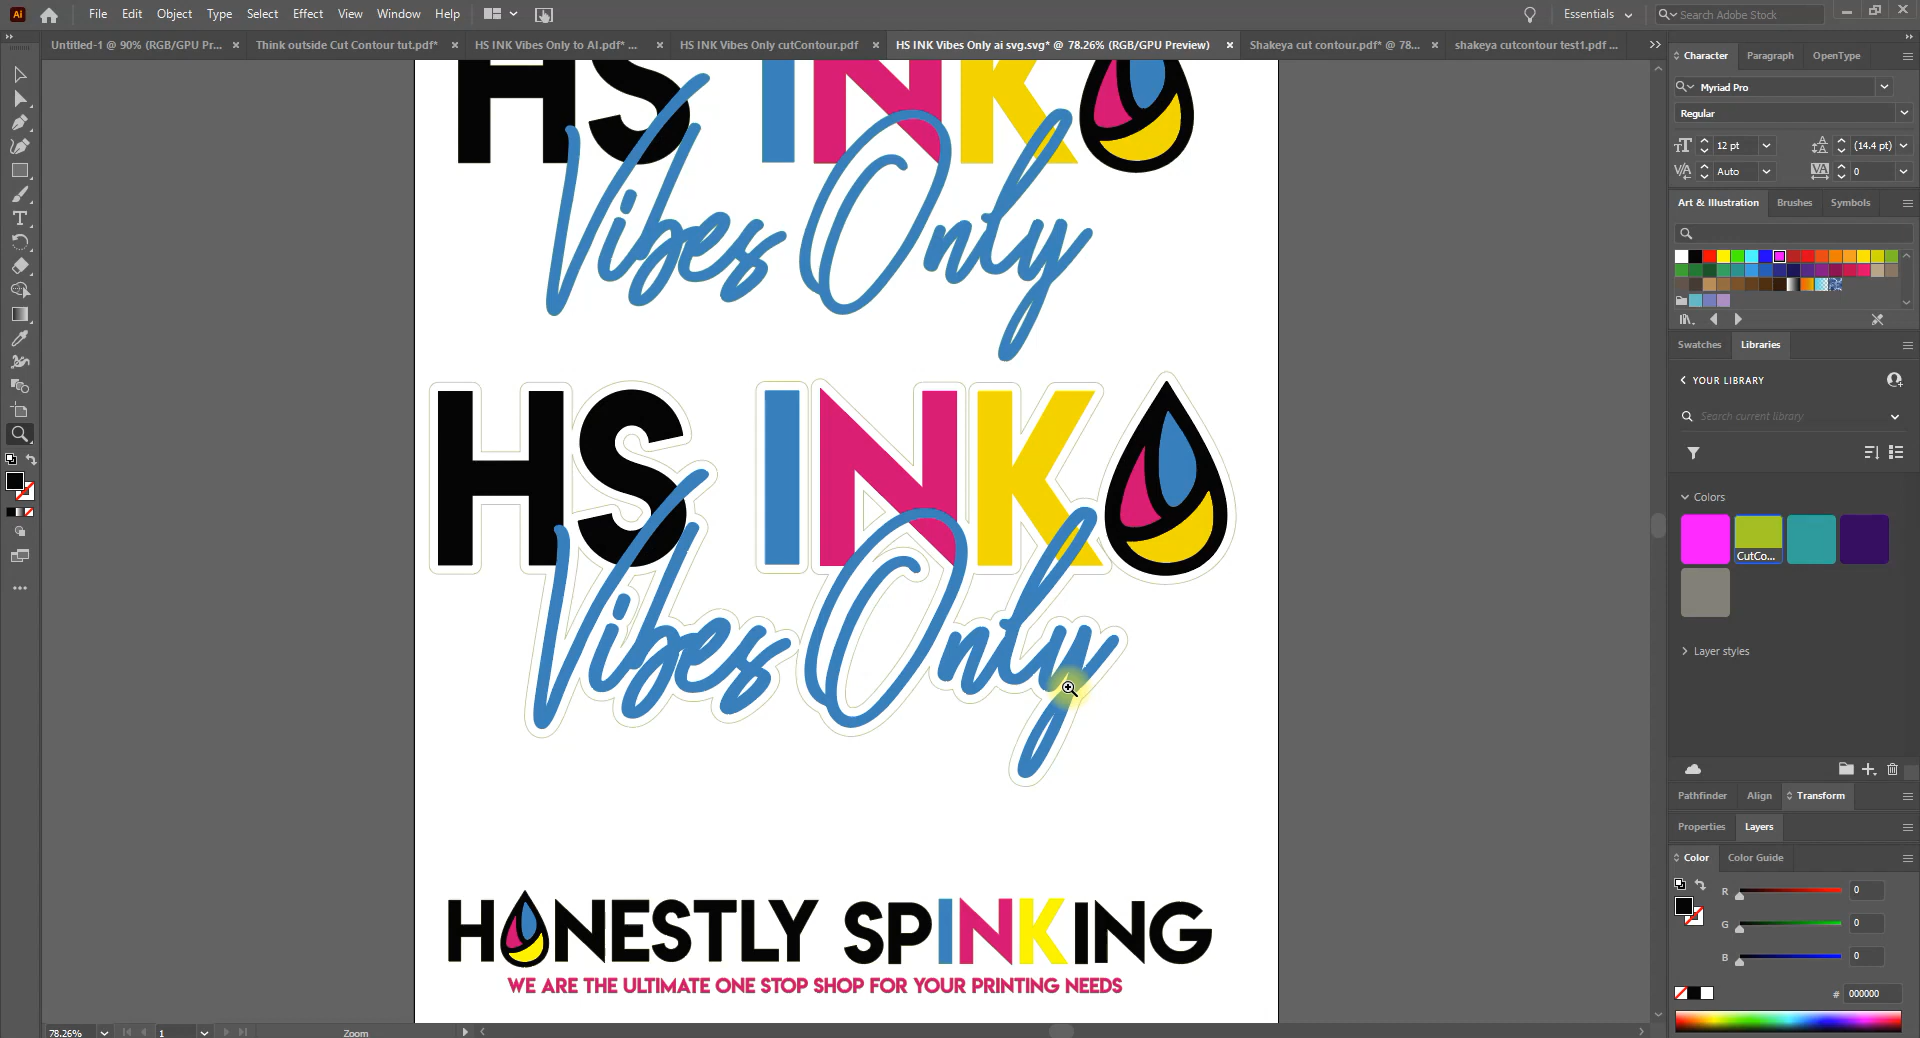 Ai File Edit Object Type Select Effect View Window Help Essentials Search Adobe Stock
Untitled-1 @ 90% (RGB/GPU Pr... Think outside Cut Contour tut.pdf* HS INK Vibes Only to AI.pdf* ... HS INK Vibes Only cutContour.pdf HS INK Vibes Only ai svg.svg* @ 78.26% (RGB/GPU Preview) Shakeya cut contour.pdf* @ 78... shakeya cutcontour test1.pdf ...
Character Paragraph OpenType
Myriad Pro
Regular
12 pt (14.4 pt)
Auto 0
Art & Illustration Brushes Symbols
Swatches Libraries
YOUR LIBRARY
Search current library
Colors
CutCo...
Layer styles
Pathfinder Align Transform
Properties Layers
Color Color Guide
R 0
G 0
B 0
# 000000
HS INK
Vibes Only
HS INK
Vibes Only
HONESTLY SPINKING
WE ARE THE ULTIMATE ONE STOP SHOP FOR YOUR PRINTING NEEDS
78.26% 1 Zoom